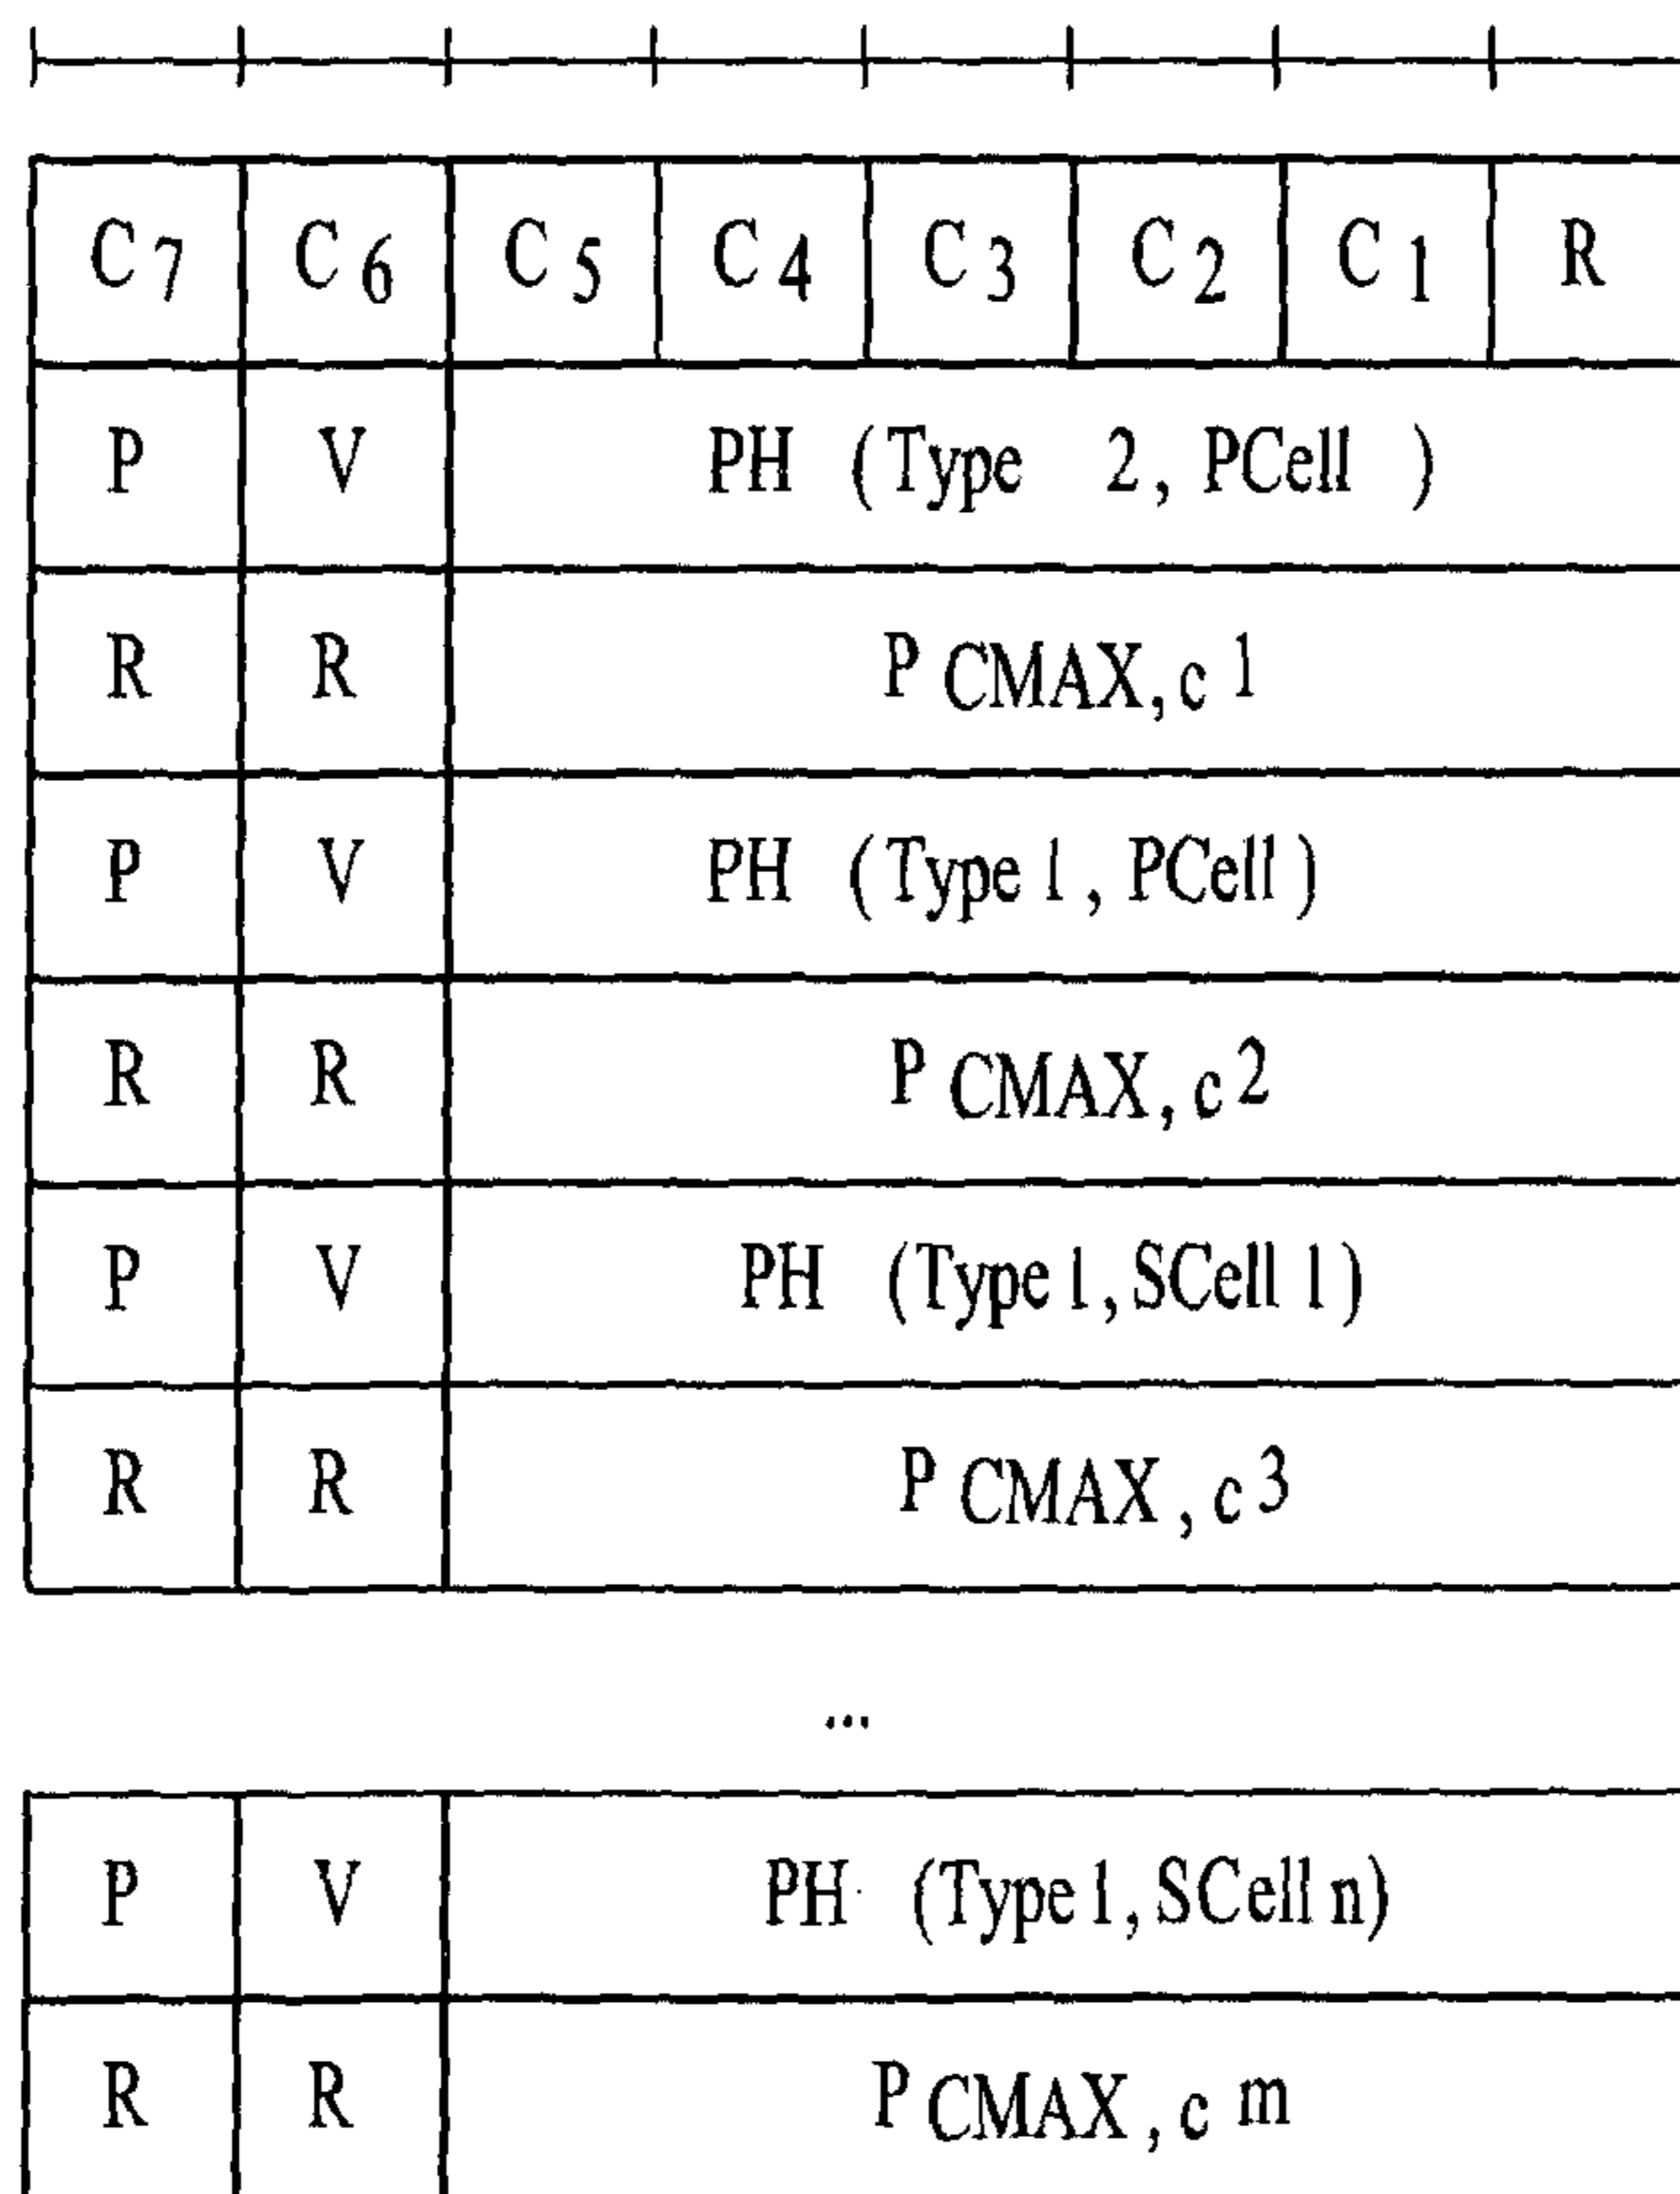 C7 C6 C5 C4 C3 C2 C1 R
P V PH (Type 2, PCell)
R R P CMAX, c 1
P V PH (Type 1, PCell)
R R P CMAX, c 2
P V PH (Type 1, SCell 1)
R R P CMAX, c 3
...
P V PH (Type 1, SCell n)
R R P CMAX, c m